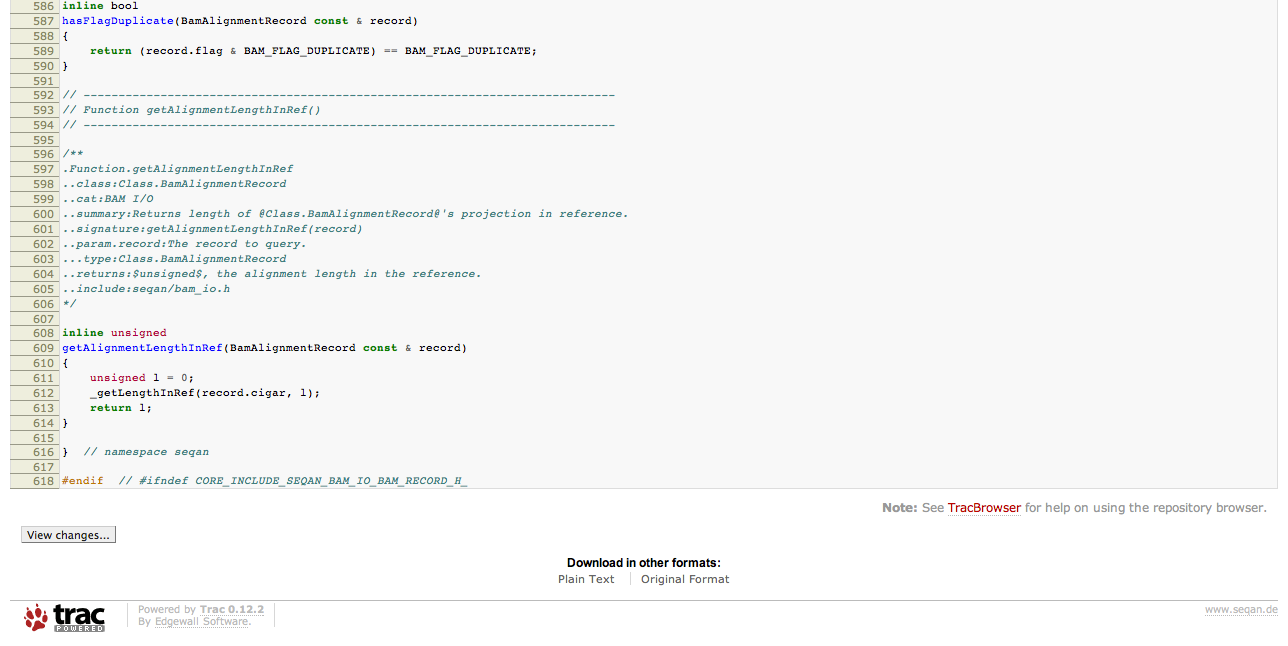 586 inline bool
587 hasFlagDuplicate(BamAlignmentRecord const & record)
588 {
589     return (record.flag & BAM_FLAG_DUPLICATE) == BAM_FLAG_DUPLICATE;
590 }
591
592 // ----------------------------------------------------------------------------
593 // Function getAlignmentLengthInRef()
594 // ----------------------------------------------------------------------------
595
596 /**
597 .Function.getAlignmentLengthInRef
598 ..class:Class.BamAlignmentRecord
599 ..cat:BAM I/O
600 ..summary:Returns length of @Class.BamAlignmentRecord@'s projection in reference.
601 ..signature:getAlignmentLengthInRef(record)
602 ..param.record:The record to query.
603 ...type:Class.BamAlignmentRecord
604 ..returns:$unsigned$, the alignment length in the reference.
605 ..include:seqan/bam_io.h
606 */
607
608 inline unsigned
609 getAlignmentLengthInRef(BamAlignmentRecord const & record)
610 {
611     unsigned l = 0;
612     _getLengthInRef(record.cigar, l);
613     return l;
614 }
615
616 }  // namespace seqan
617
618 #endif  // #ifndef CORE_INCLUDE_SEQAN_BAM_IO_BAM_RECORD_H_
Note: See TracBrowser for help on using the repository browser.
View changes...
Download in other formats:
Plain Text Original Format
trac POWERED
Powered by Trac 0.12.2
By Edgewall Software.
www.seqan.de